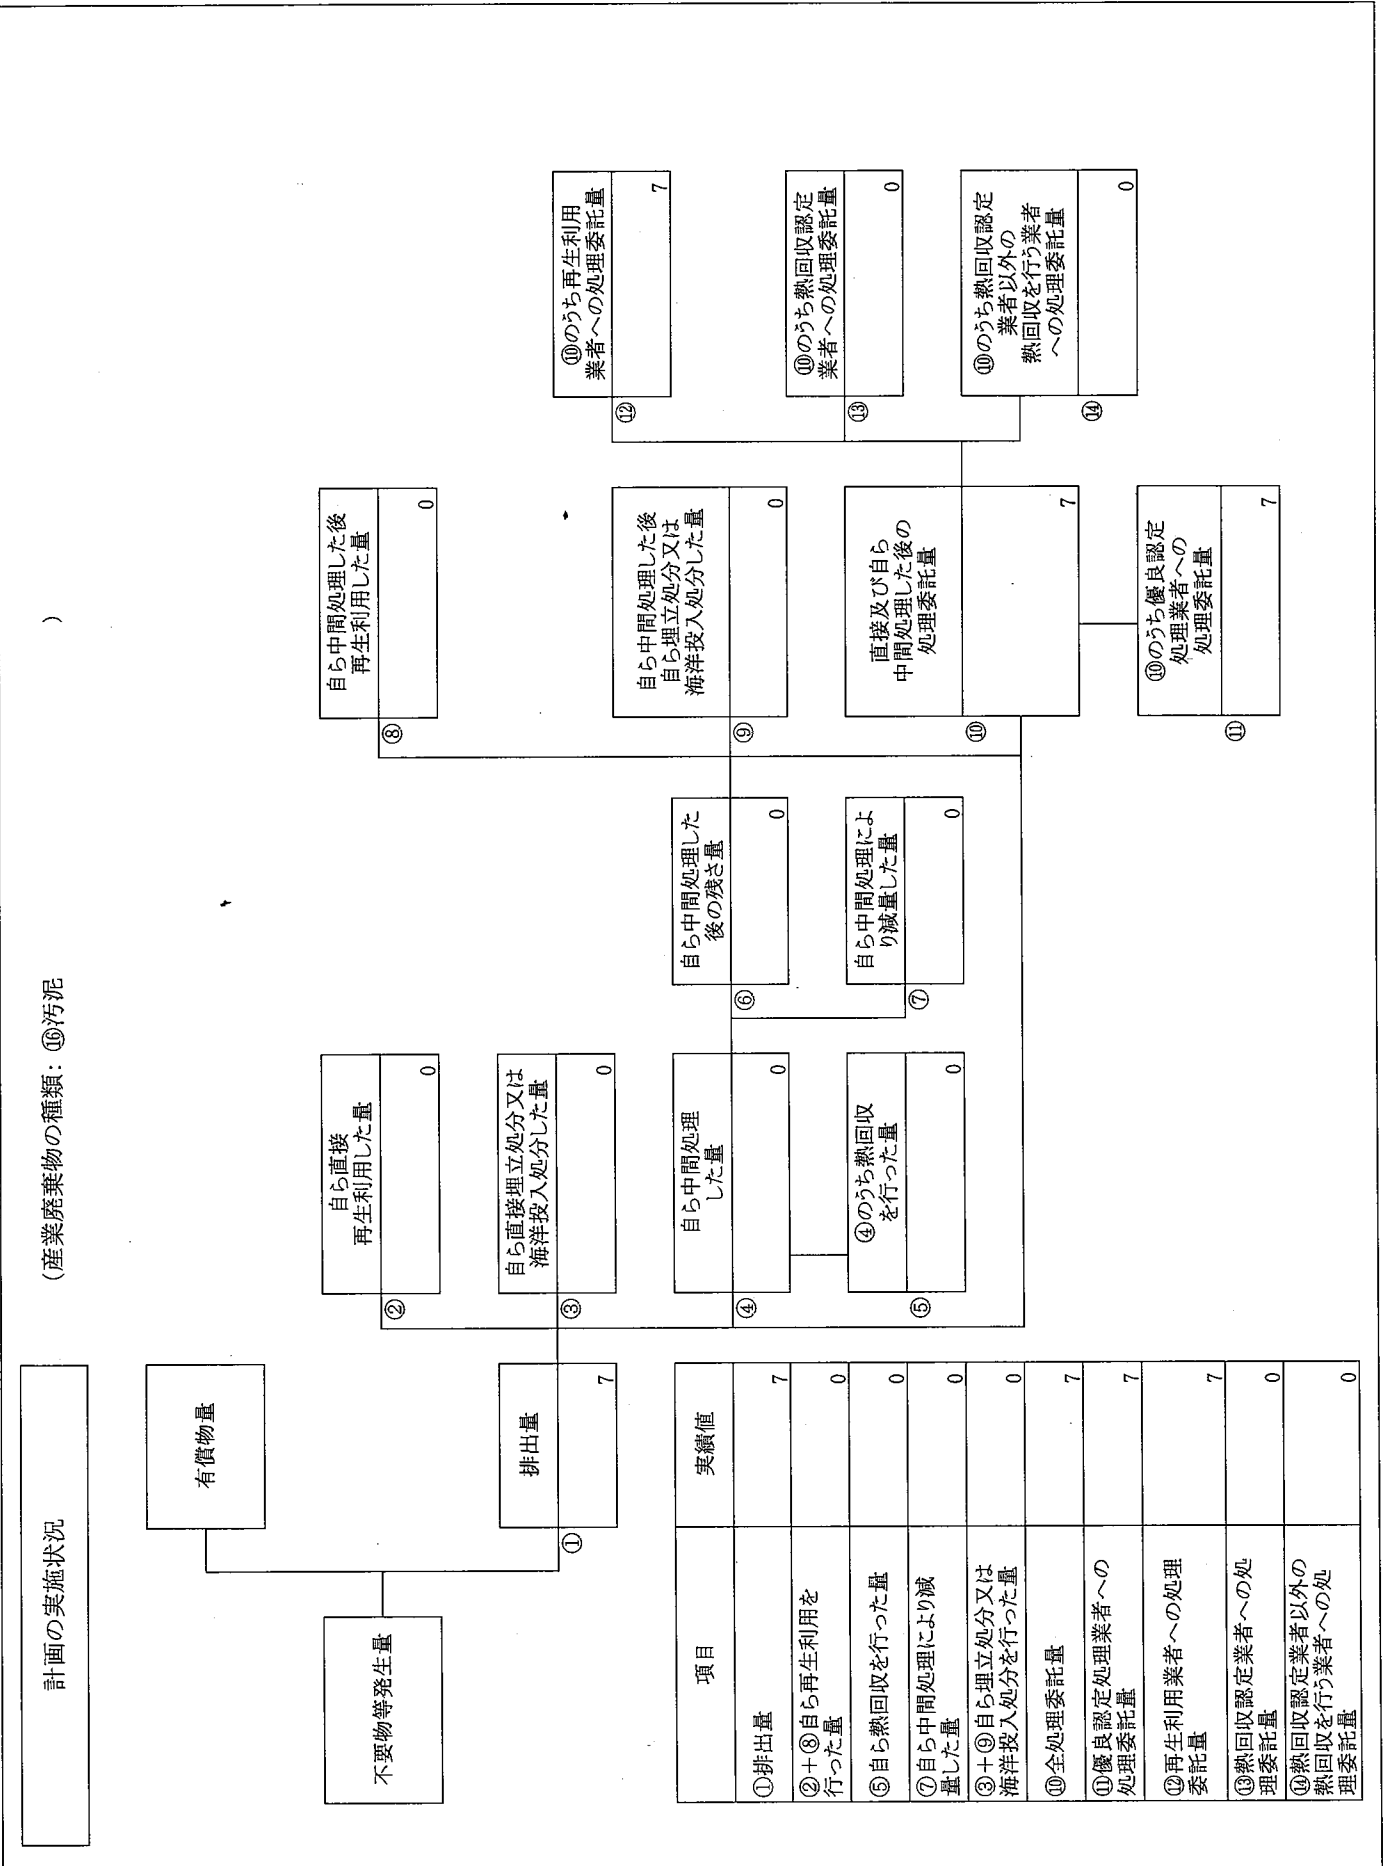 計画の実施状況
(産業廃棄物の種類: ⑯汚泥
)
不要物等発生量
有償物量
排出量
①
7
自ら直接
再生利用した量
②
0
自ら直接埋立処分又は
海洋投入処分した量
③
0
自ら中間処理
した量
④
0
④のうち熱回収
を行った量
⑤
0
自ら中間処理した
後の残さ量
⑥
0
自ら中間処理によ
り減量した量
⑦
0
自ら中間処理した後
再生利用した量
⑧
0
自ら中間処理した後
自ら埋立処分又は
海洋投入処分した量
⑨
0
直接及び自ら
中間処理した後の
処理委託量
⑩
7
⑩のうち優良認定
処理業者への
処理委託量
⑪
7
⑩のうち再生利用
業者への処理委託量
⑫
7
⑩のうち熱回収認定
業者への処理委託量
⑬
0
⑩のうち熱回収認定
業者以外の
熱回収を行う業者
への処理委託量
⑭
0
項目 実績値
①排出量 7
②+⑧自ら再生利用を
行った量 0
⑤自ら熱回収を行った量 0
⑦自ら中間処理により減
量した量 0
③+⑨自ら埋立処分又は
海洋投入処分を行った量 0
⑩全処理委託量 7
⑪優良認定処理業者への
処理委託量 7
⑫再生利用業者への処理
委託量 7
⑬熱回収認定業者への処
理委託量 0
⑭熱回収認定業者以外の
熱回収を行う業者への処
理委託量 0